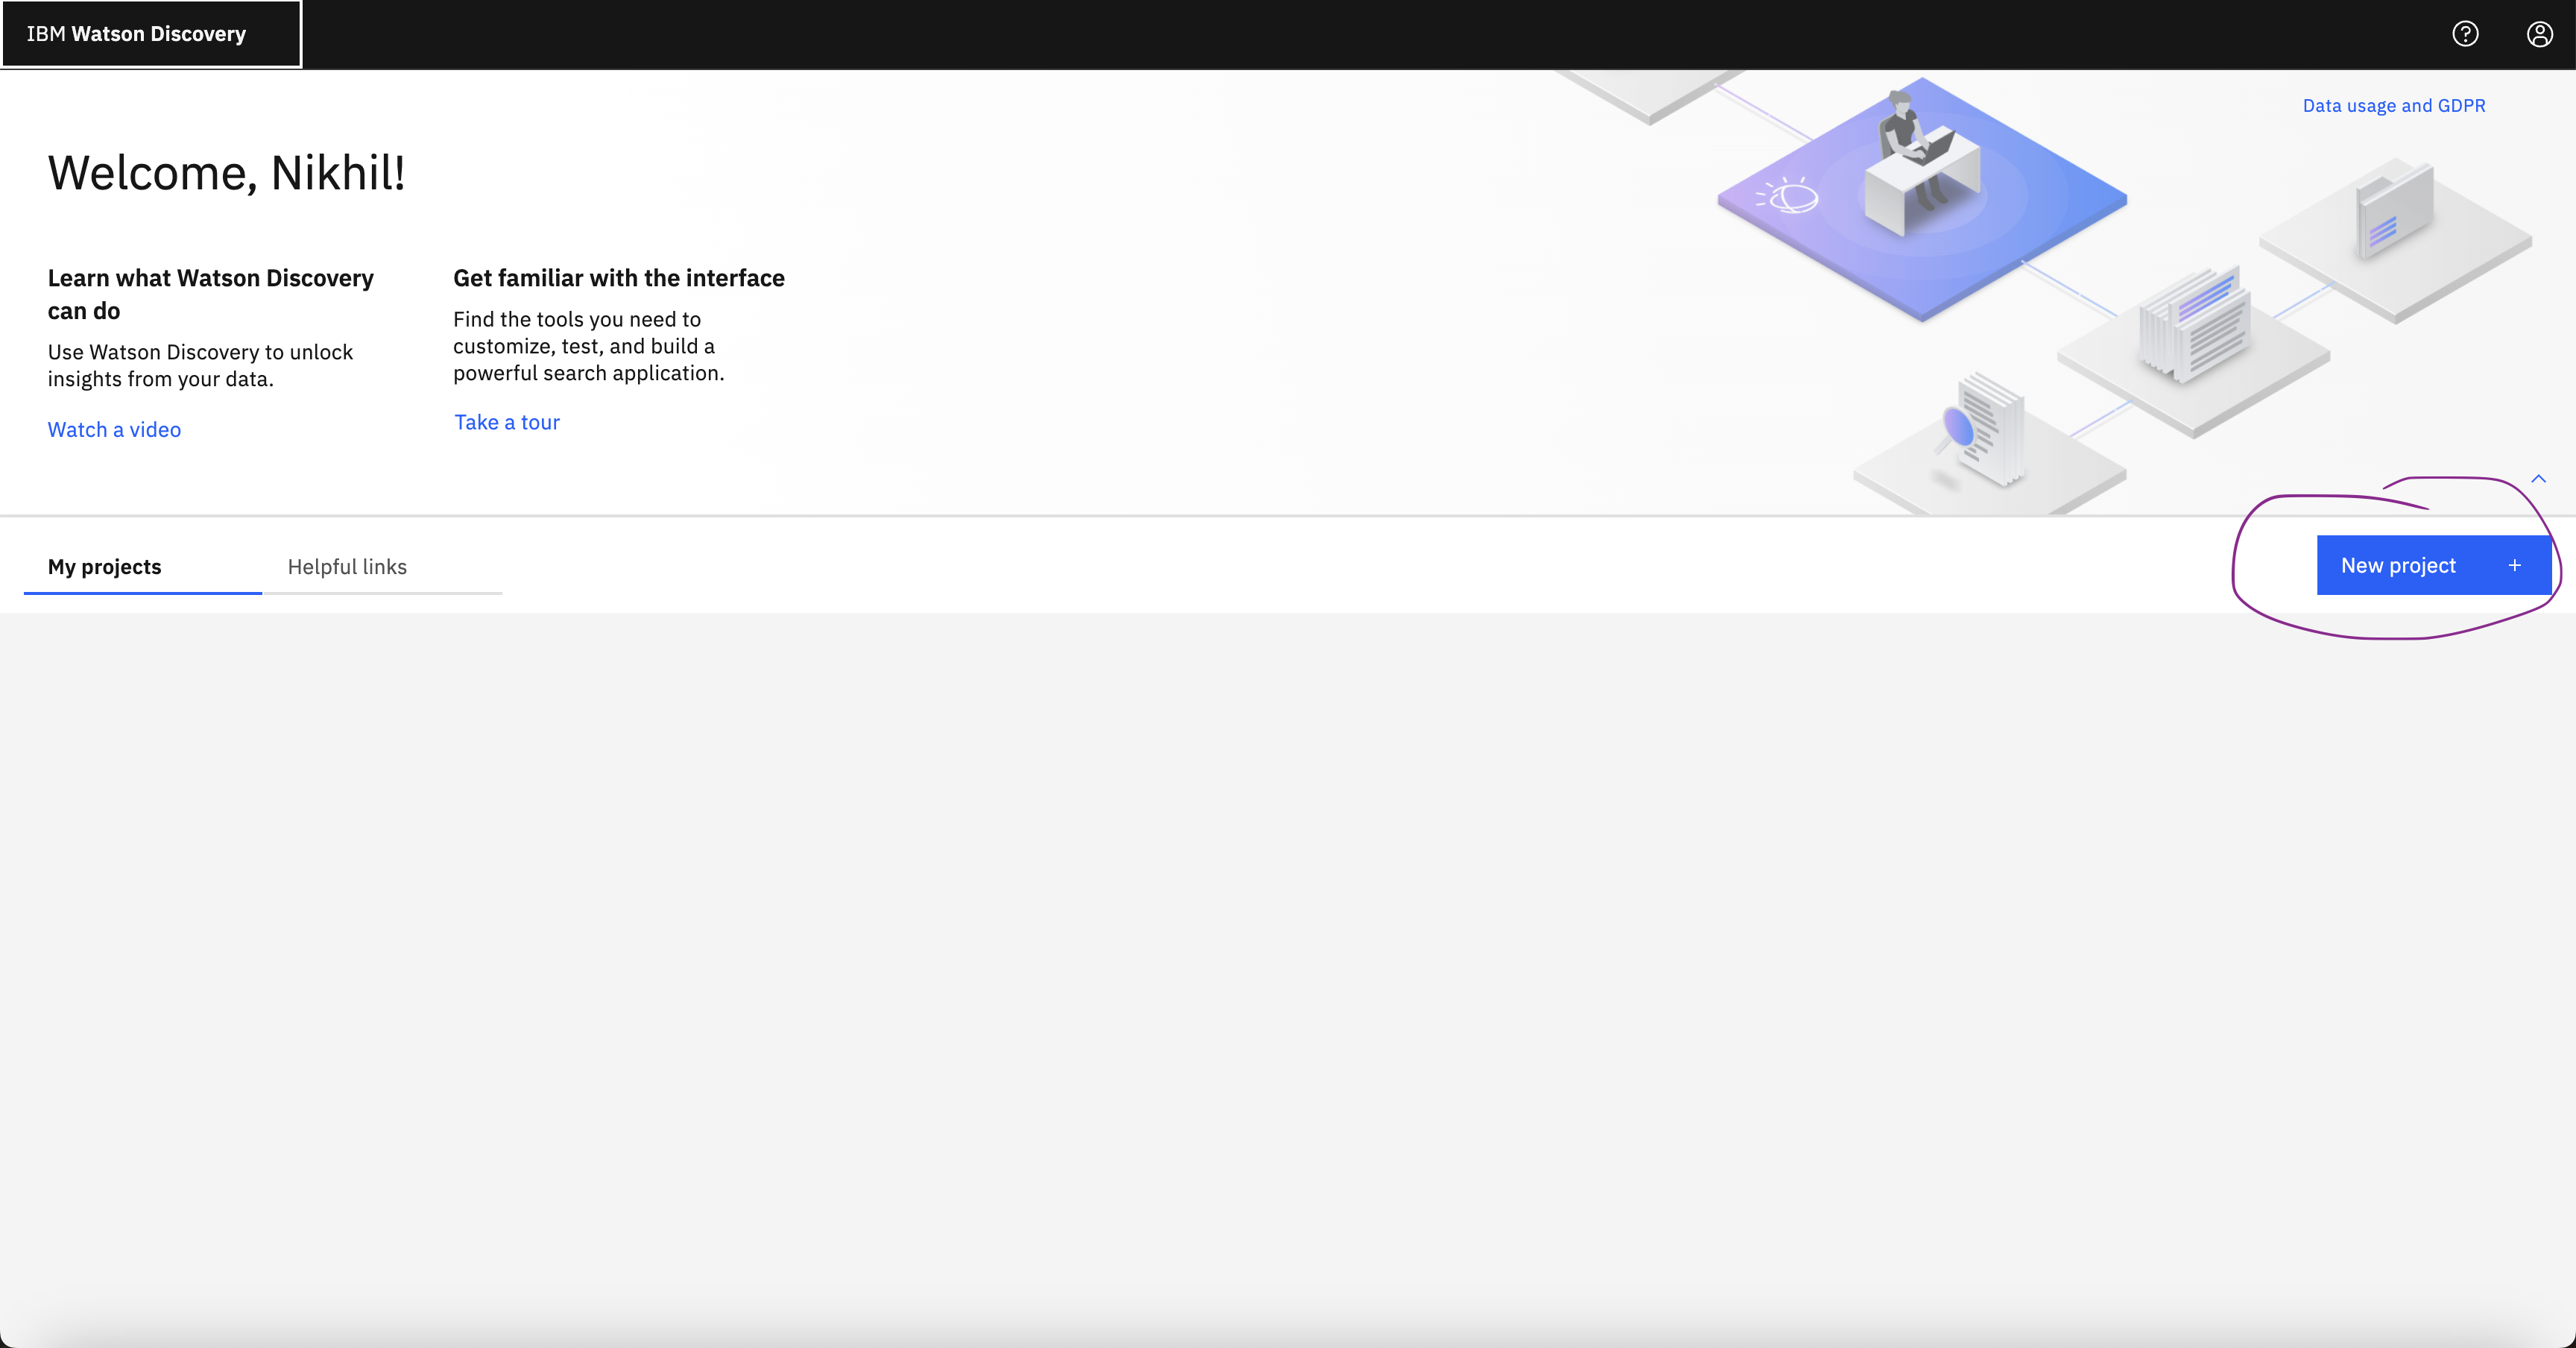 IBM Watson Discovery
Data usage and GDPR
Welcome, Nikhil!
Learn what Watson Discovery
can do
Use Watson Discovery to unlock
insights from your data.
Watch a video
Get familiar with the interface
Find the tools you need to
customize, test, and build a
powerful search application.
Take a tour
My projects
Helpful links
New project +